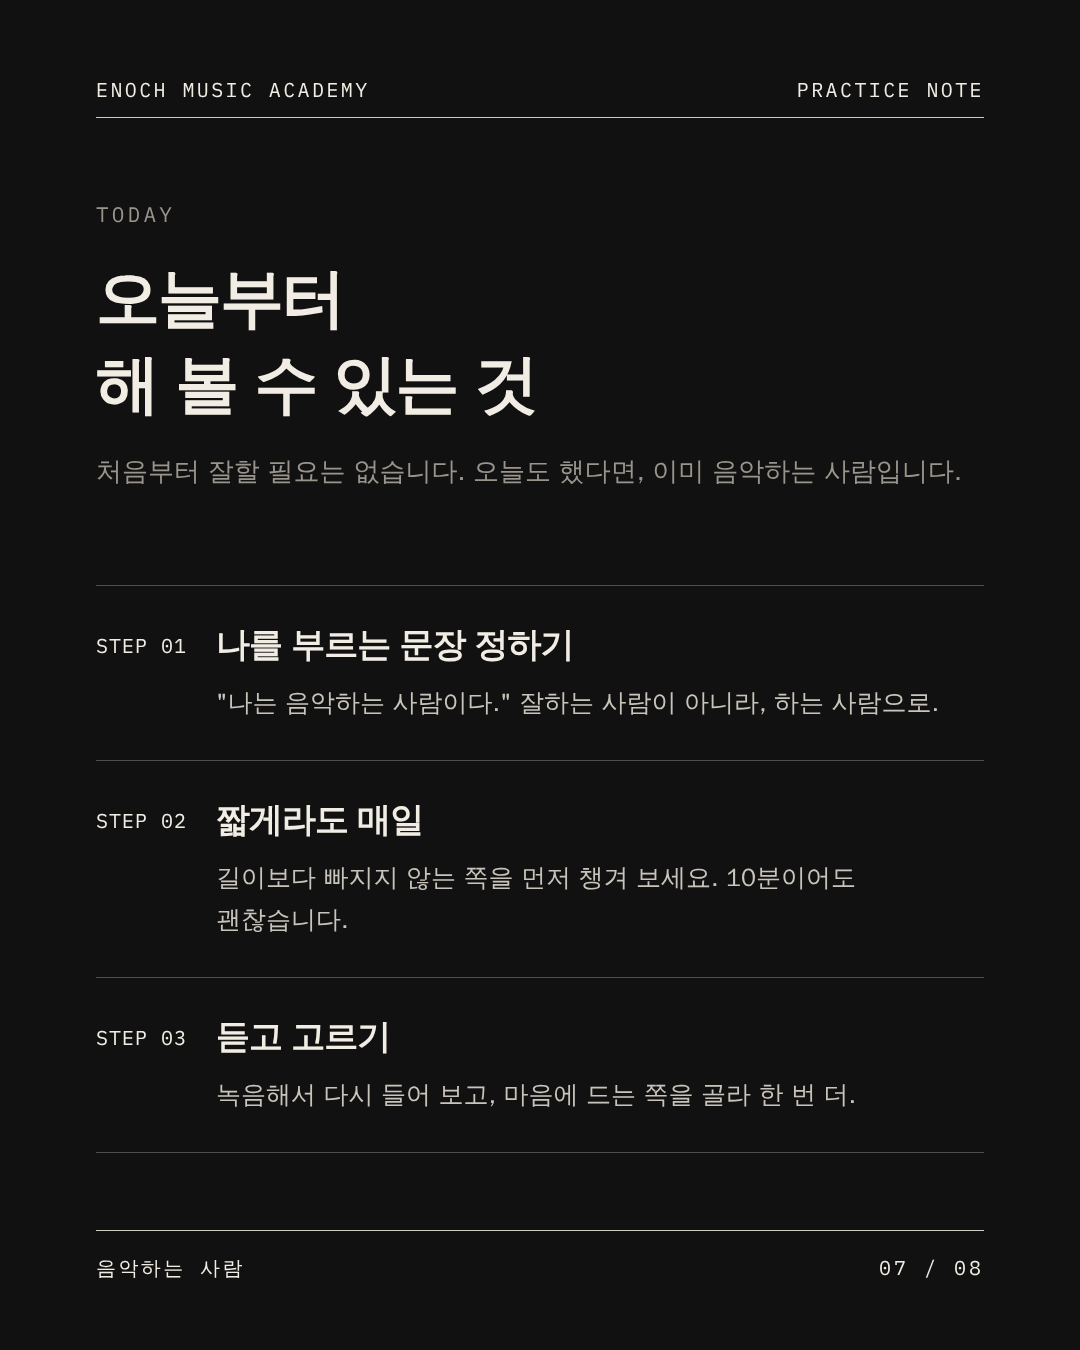 ENOCH MUSIC ACADEMY
PRACTICE NOTE
TODAY
오늘부터
해 볼 수 있는 것
처음부터 잘할 필요는 없습니다. 오늘도 했다면, 이미 음악하는 사람입니다.
STEP 01
나를 부르는 문장 정하기
"나는 음악하는 사람이다." 잘하는 사람이 아니라, 하는 사람으로.
STEP 02
짧게라도 매일
길이보다 빠지지 않는 쪽을 먼저 챙겨 보세요. 10분이어도
괜찮습니다.
STEP 03
듣고 고르기
녹음해서 다시 들어 보고, 마음에 드는 쪽을 골라 한 번 더.
음악하는 사람
07 / 08